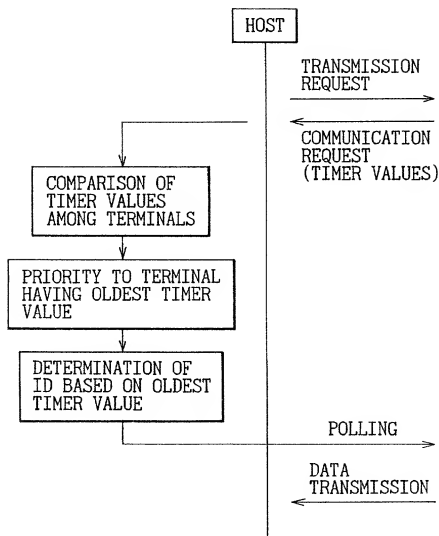 HOST
TRANSMISSION
REQUEST
COMMUNICATION
REQUEST
(TIMER VALUES)
COMPARISON OF
TIMER VALUES
AMONG TERMINALS
PRIORITY TO TERMINAL
HAVING OLDEST TIMER
VALUE
DETERMINATION OF
ID BASED ON OLDEST
TIMER VALUE
POLLING
DATA
TRANSMISSION